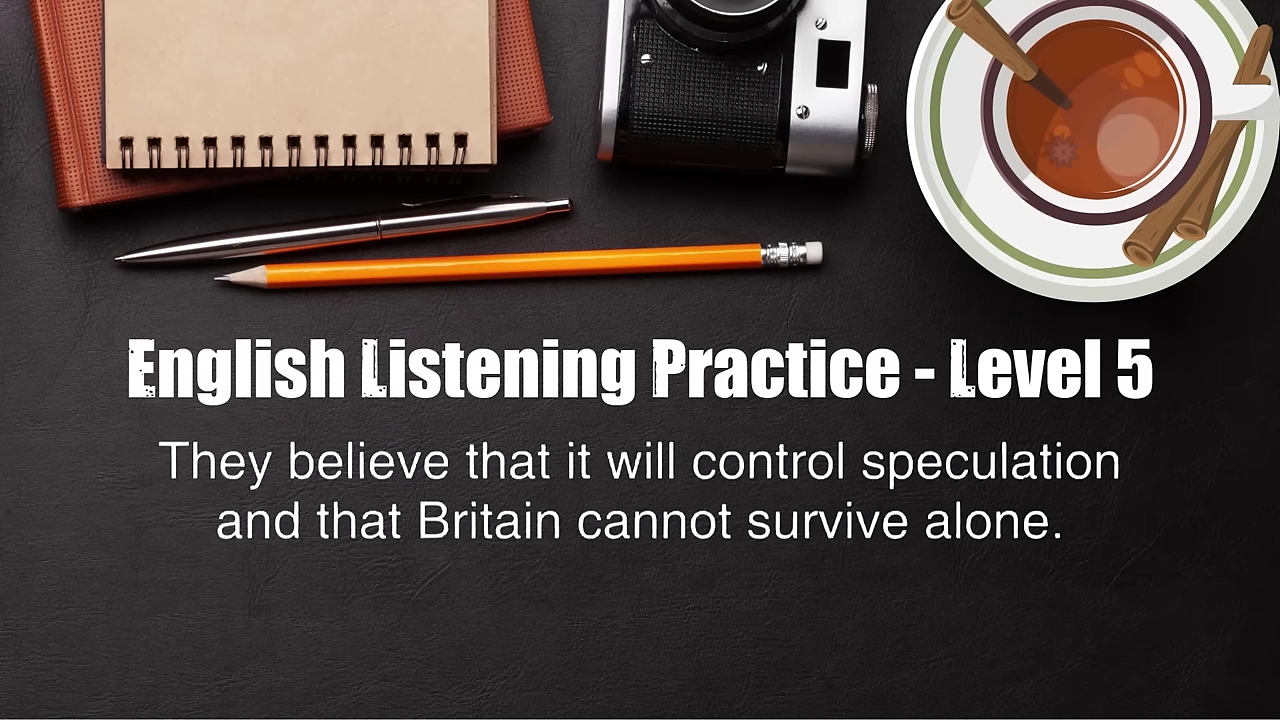 English Listening Practice - Level 5
They believe that it will control speculation
and that Britain cannot survive alone.